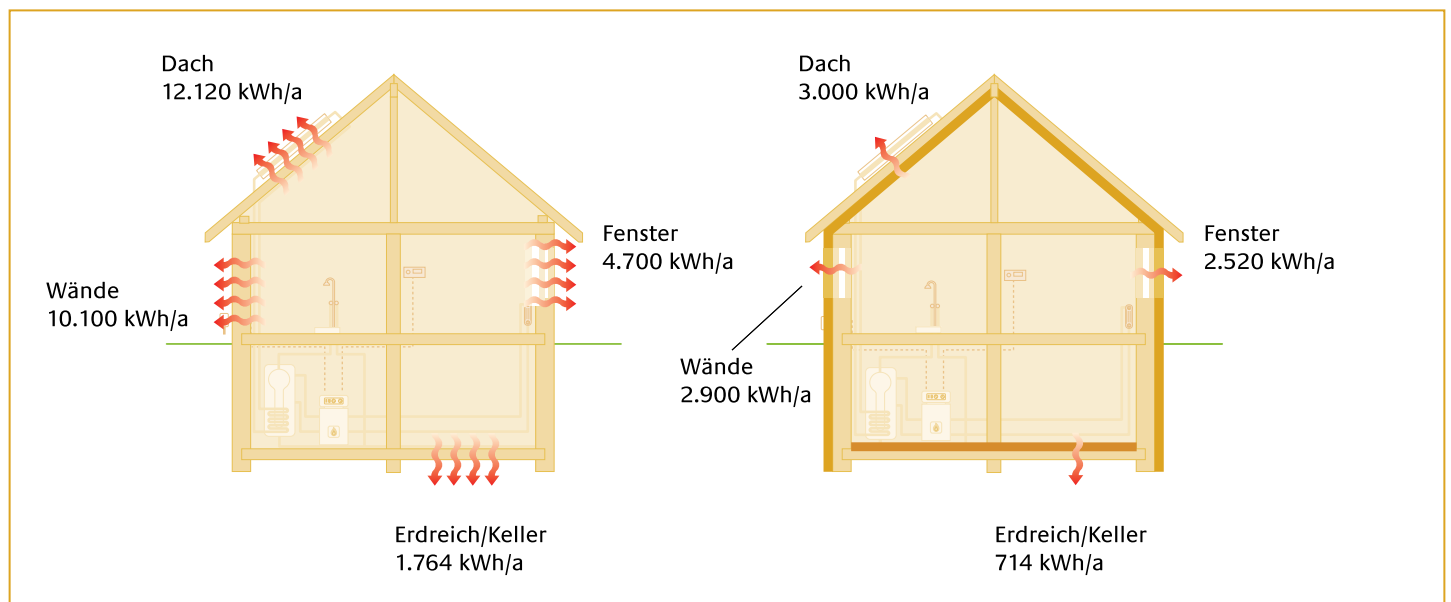 Dach
12.120 kWh/a
Wände
10.100 kWh/a
Fenster
4.700 kWh/a
Erdreich/Keller
1.764 kWh/a
Dach
3.000 kWh/a
Fenster
2.520 kWh/a
Wände
2.900 kWh/a
Erdreich/Keller
714 kWh/a